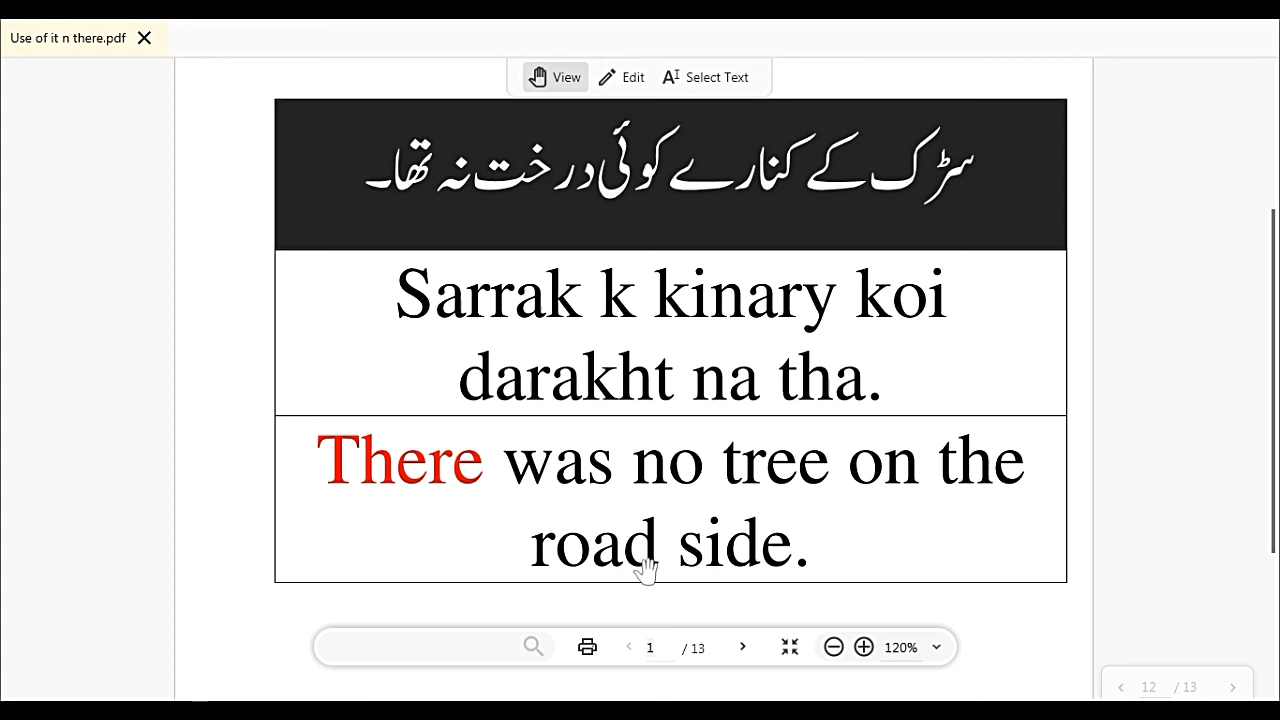 Use of it n there.pdf
View Edit Select Text
سڑک کے کنارے کوئی درخت نہ تھا۔
Sarrak k kinary koi
darakht na tha.
There was no tree on the
road side.
1 / 13 120%
12 / 13